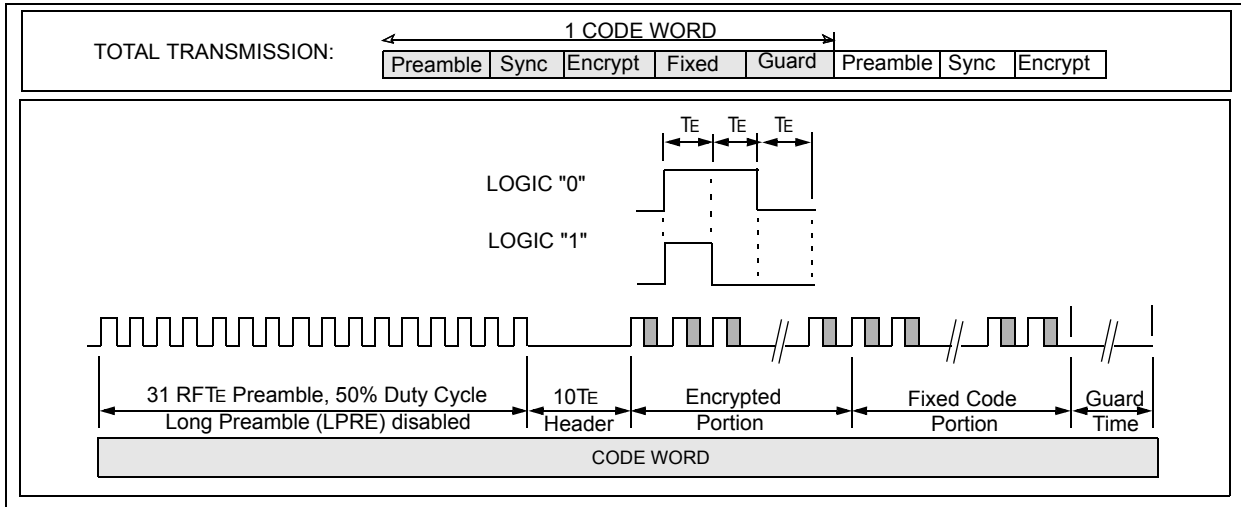 1 CODE WORD
TOTAL TRANSMISSION:
Preamble Sync Encrypt Fixed Guard Preamble Sync Encrypt
TE TE TE
LOGIC "0"
LOGIC "1"
31 RFTE Preamble, 50% Duty Cycle
Long Preamble (LPRE) disabled
10TE
Header
Encrypted
Portion
Fixed Code
Portion
Guard
Time
CODE WORD